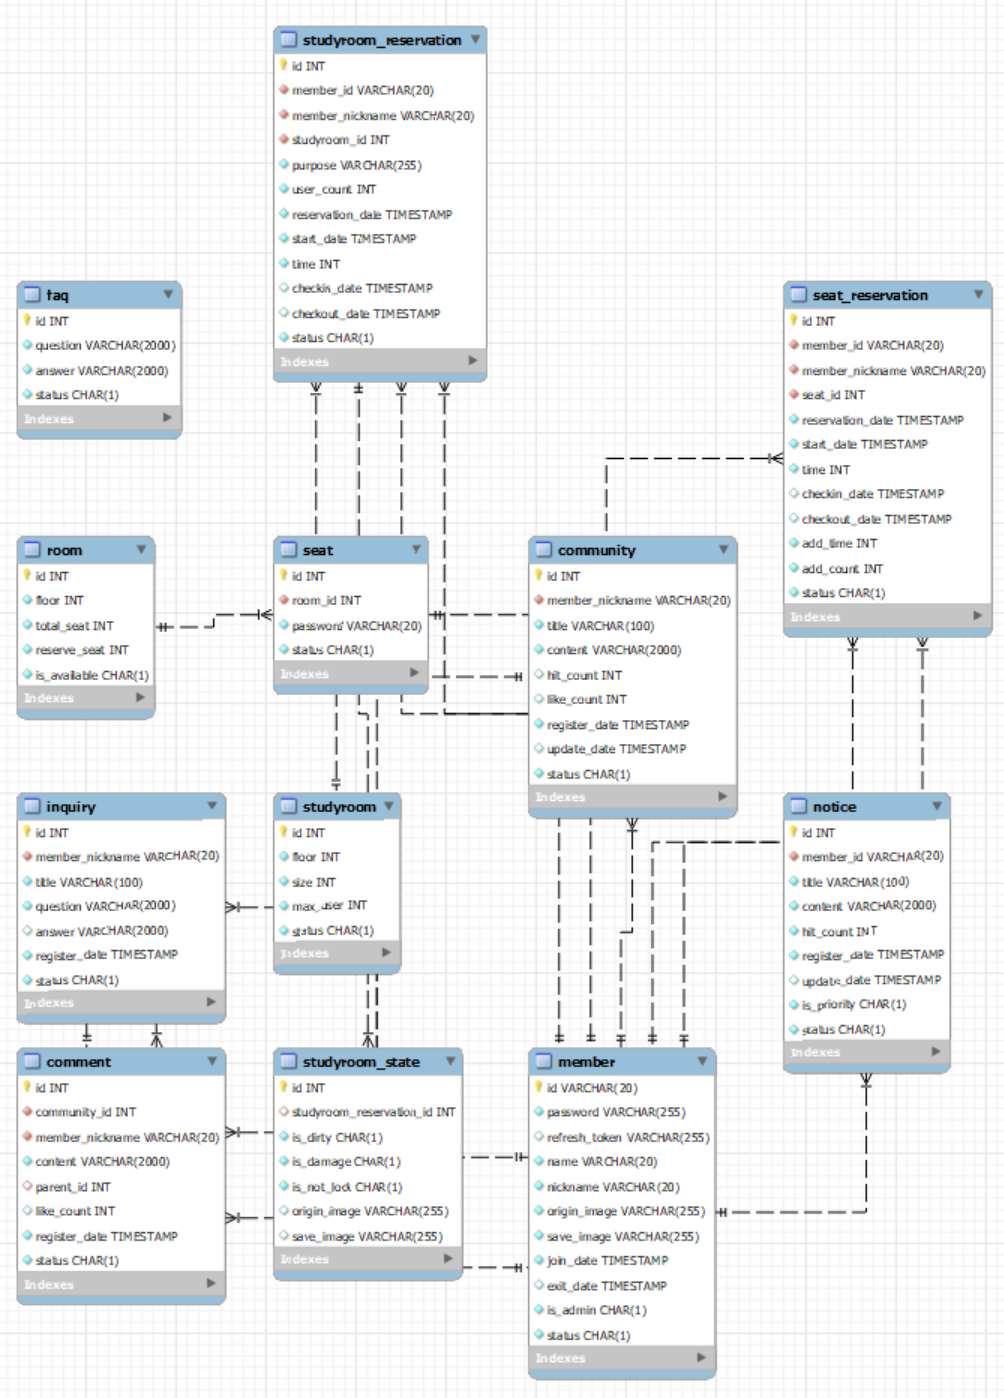 studyroom_reservation
id INT
member_id VARCHAR(20)
member_nickname VARCHAR(20)
studyroom_id INT
purpose VARCHAR(255)
user_count INT
reservation_date TIMESTAMP
start_date TIMESTAMP
time INT
checkin_date TIMESTAMP
checkout_date TIMESTAMP
status CHAR(1)
Indexes
faq
id INT
question VARCHAR(2000)
answer VARCHAR(2000)
status CHAR(1)
Indexes
seat_reservation
id INT
member_id VARCHAR(20)
member_nickname VARCHAR(20)
seat_id INT
reservation_date TIMESTAMP
start_date TIMESTAMP
time INT
checkin_date TIMESTAMP
checkout_date TIMESTAMP
add_time INT
add_count INT
status CHAR(1)
Indexes
room
id INT
floor INT
total_seat INT
reserve_seat INT
is_available CHAR(1)
Indexes
seat
id INT
room_id INT
password VARCHAR(20)
status CHAR(1)
Indexes
community
id INT
member_nickname VARCHAR(20)
title VARCHAR(100)
content VARCHAR(2000)
hit_count INT
like_count INT
register_date TIMESTAMP
update_date TIMESTAMP
status CHAR(1)
Indexes
inquiry
id INT
member_nickname VARCHAR(20)
title VARCHAR(100)
question VARCHAR(2000)
answer VARCHAR(2000)
register_date TIMESTAMP
status CHAR(1)
Indexes
studyroom
id INT
floor INT
size INT
max_user INT
status CHAR(1)
Indexes
notice
id INT
member_id VARCHAR(20)
title VARCHAR(100)
content VARCHAR(2000)
hit_count INT
register_date TIMESTAMP
update_date TIMESTAMP
is_priority CHAR(1)
status CHAR(1)
Indexes
comment
id INT
community_id INT
member_nickname VARCHAR(20)
content VARCHAR(2000)
parent_id INT
like_count INT
register_date TIMESTAMP
status CHAR(1)
Indexes
studyroom_state
id INT
studyroom_reservation_id INT
is_dirty CHAR(1)
is_damage CHAR(1)
is_not_lock CHAR(1)
origin_image VARCHAR(255)
save_image VARCHAR(255)
Indexes
member
id VARCHAR(20)
password VARCHAR(255)
refresh_token VARCHAR(255)
name VARCHAR(20)
nickname VARCHAR(20)
origin_image VARCHAR(255)
save_image VARCHAR(255)
join_date TIMESTAMP
exit_date TIMESTAMP
is_admin CHAR(1)
status CHAR(1)
Indexes